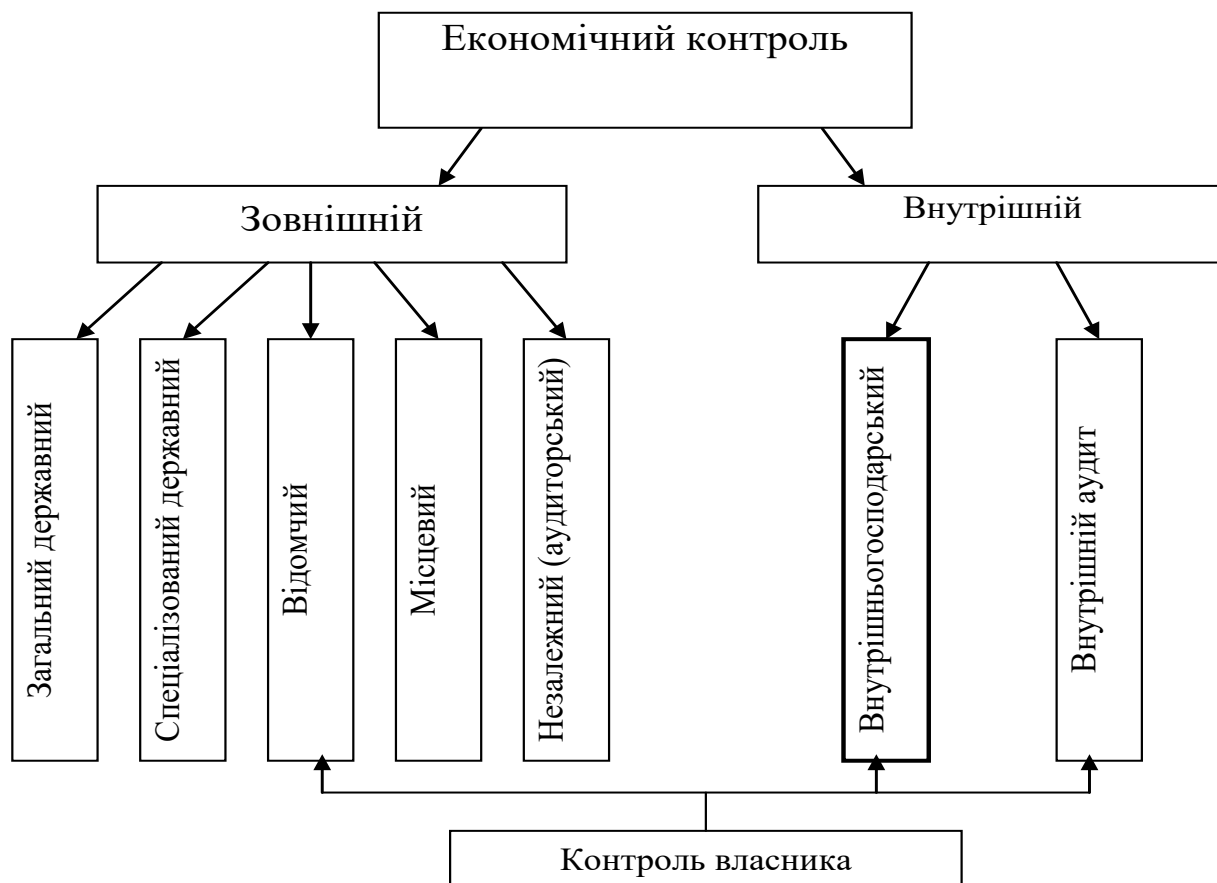 Економічний контроль
Зовнішній
Внутрішній
Загальний державний
Спеціалізований державний
Відомчий
Місцевий
Незалежний (аудиторський)
Внутрішньогосподарський
Внутрішній аудит
Контроль власника